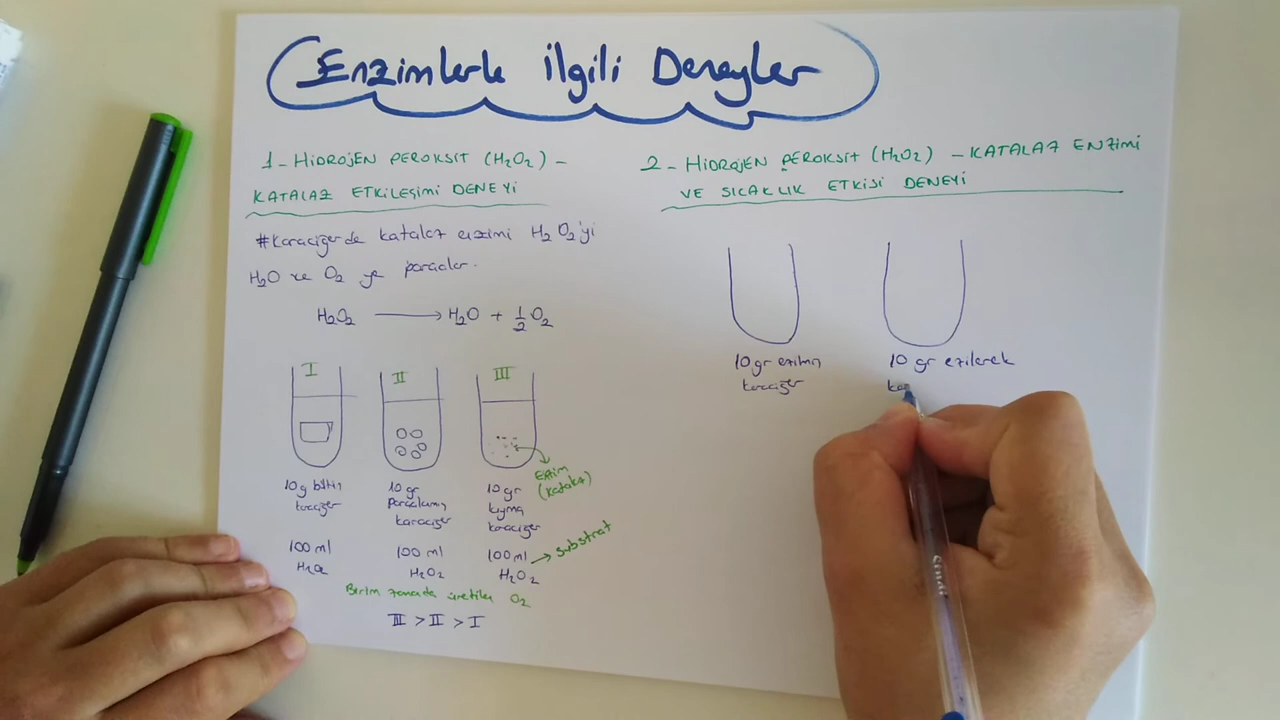 Enzimlerle ilgili Deneyler
1- HİDROJEN PEROKSİT (H₂O₂) -
KATALAZ ETKİLEŞİMİ DENEYİ
#Karaciğerde katalaz enzimi H₂O₂'yi
H₂O ve O₂ ye parçalar.
H₂O₂ → H₂O + 1/2 O₂
I
II
III
10g bütün
karaciğer
100 ml
H₂O₂
10 gr
Parçalanmış
karaciğer
100 ml
H₂O₂
10 gr
kıyma
karaciğer
100 ml
H₂O₂
Enzim
(katalaz)
→ substrat
Birim zamanda üretilen O₂
III > II > I
2- HİDROJEN PEROKSİT (H₂O₂) - KATALAZ ENZİMİ
VE SICAKLIK ETKİSİ DENEYİ
10 gr ezilmiş
karaciğer
10 gr ezilerek